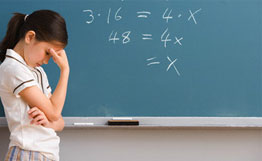 3·16 = 4·x
48 = 4x
= x